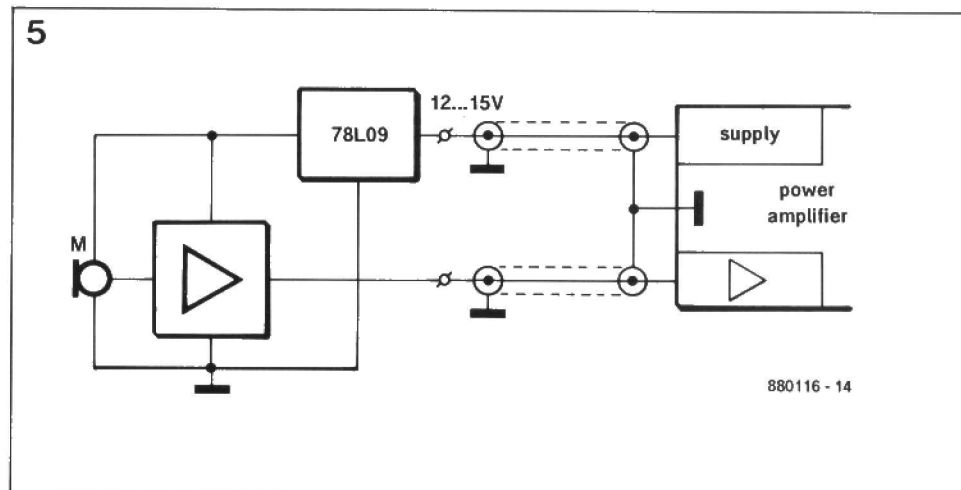 5
12...15V
78L09
supply
power
amplifier
M
880116 - 14